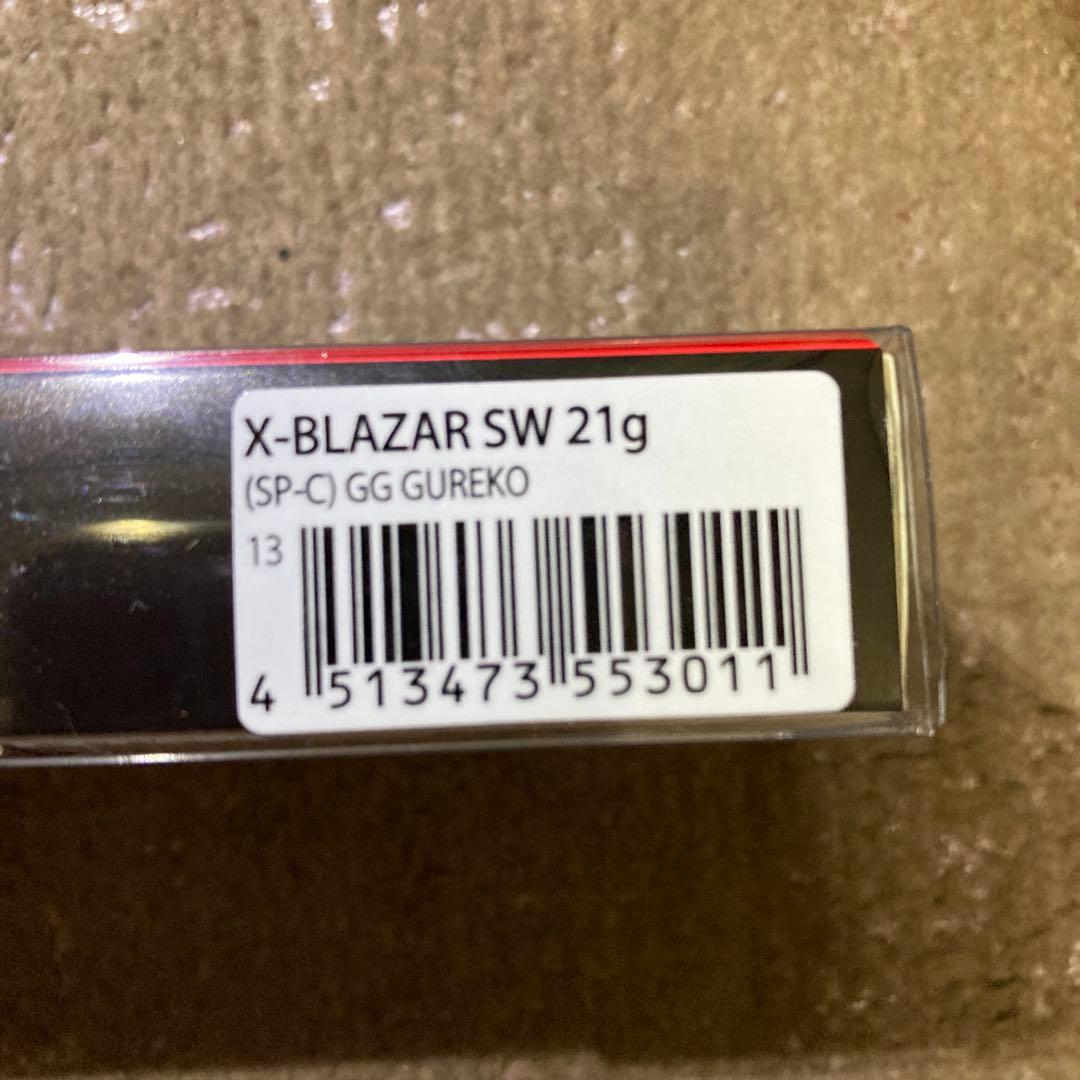 X-BLAZAR SW 21g
(SP-C) GG GUREKO
13
4 513473 553011